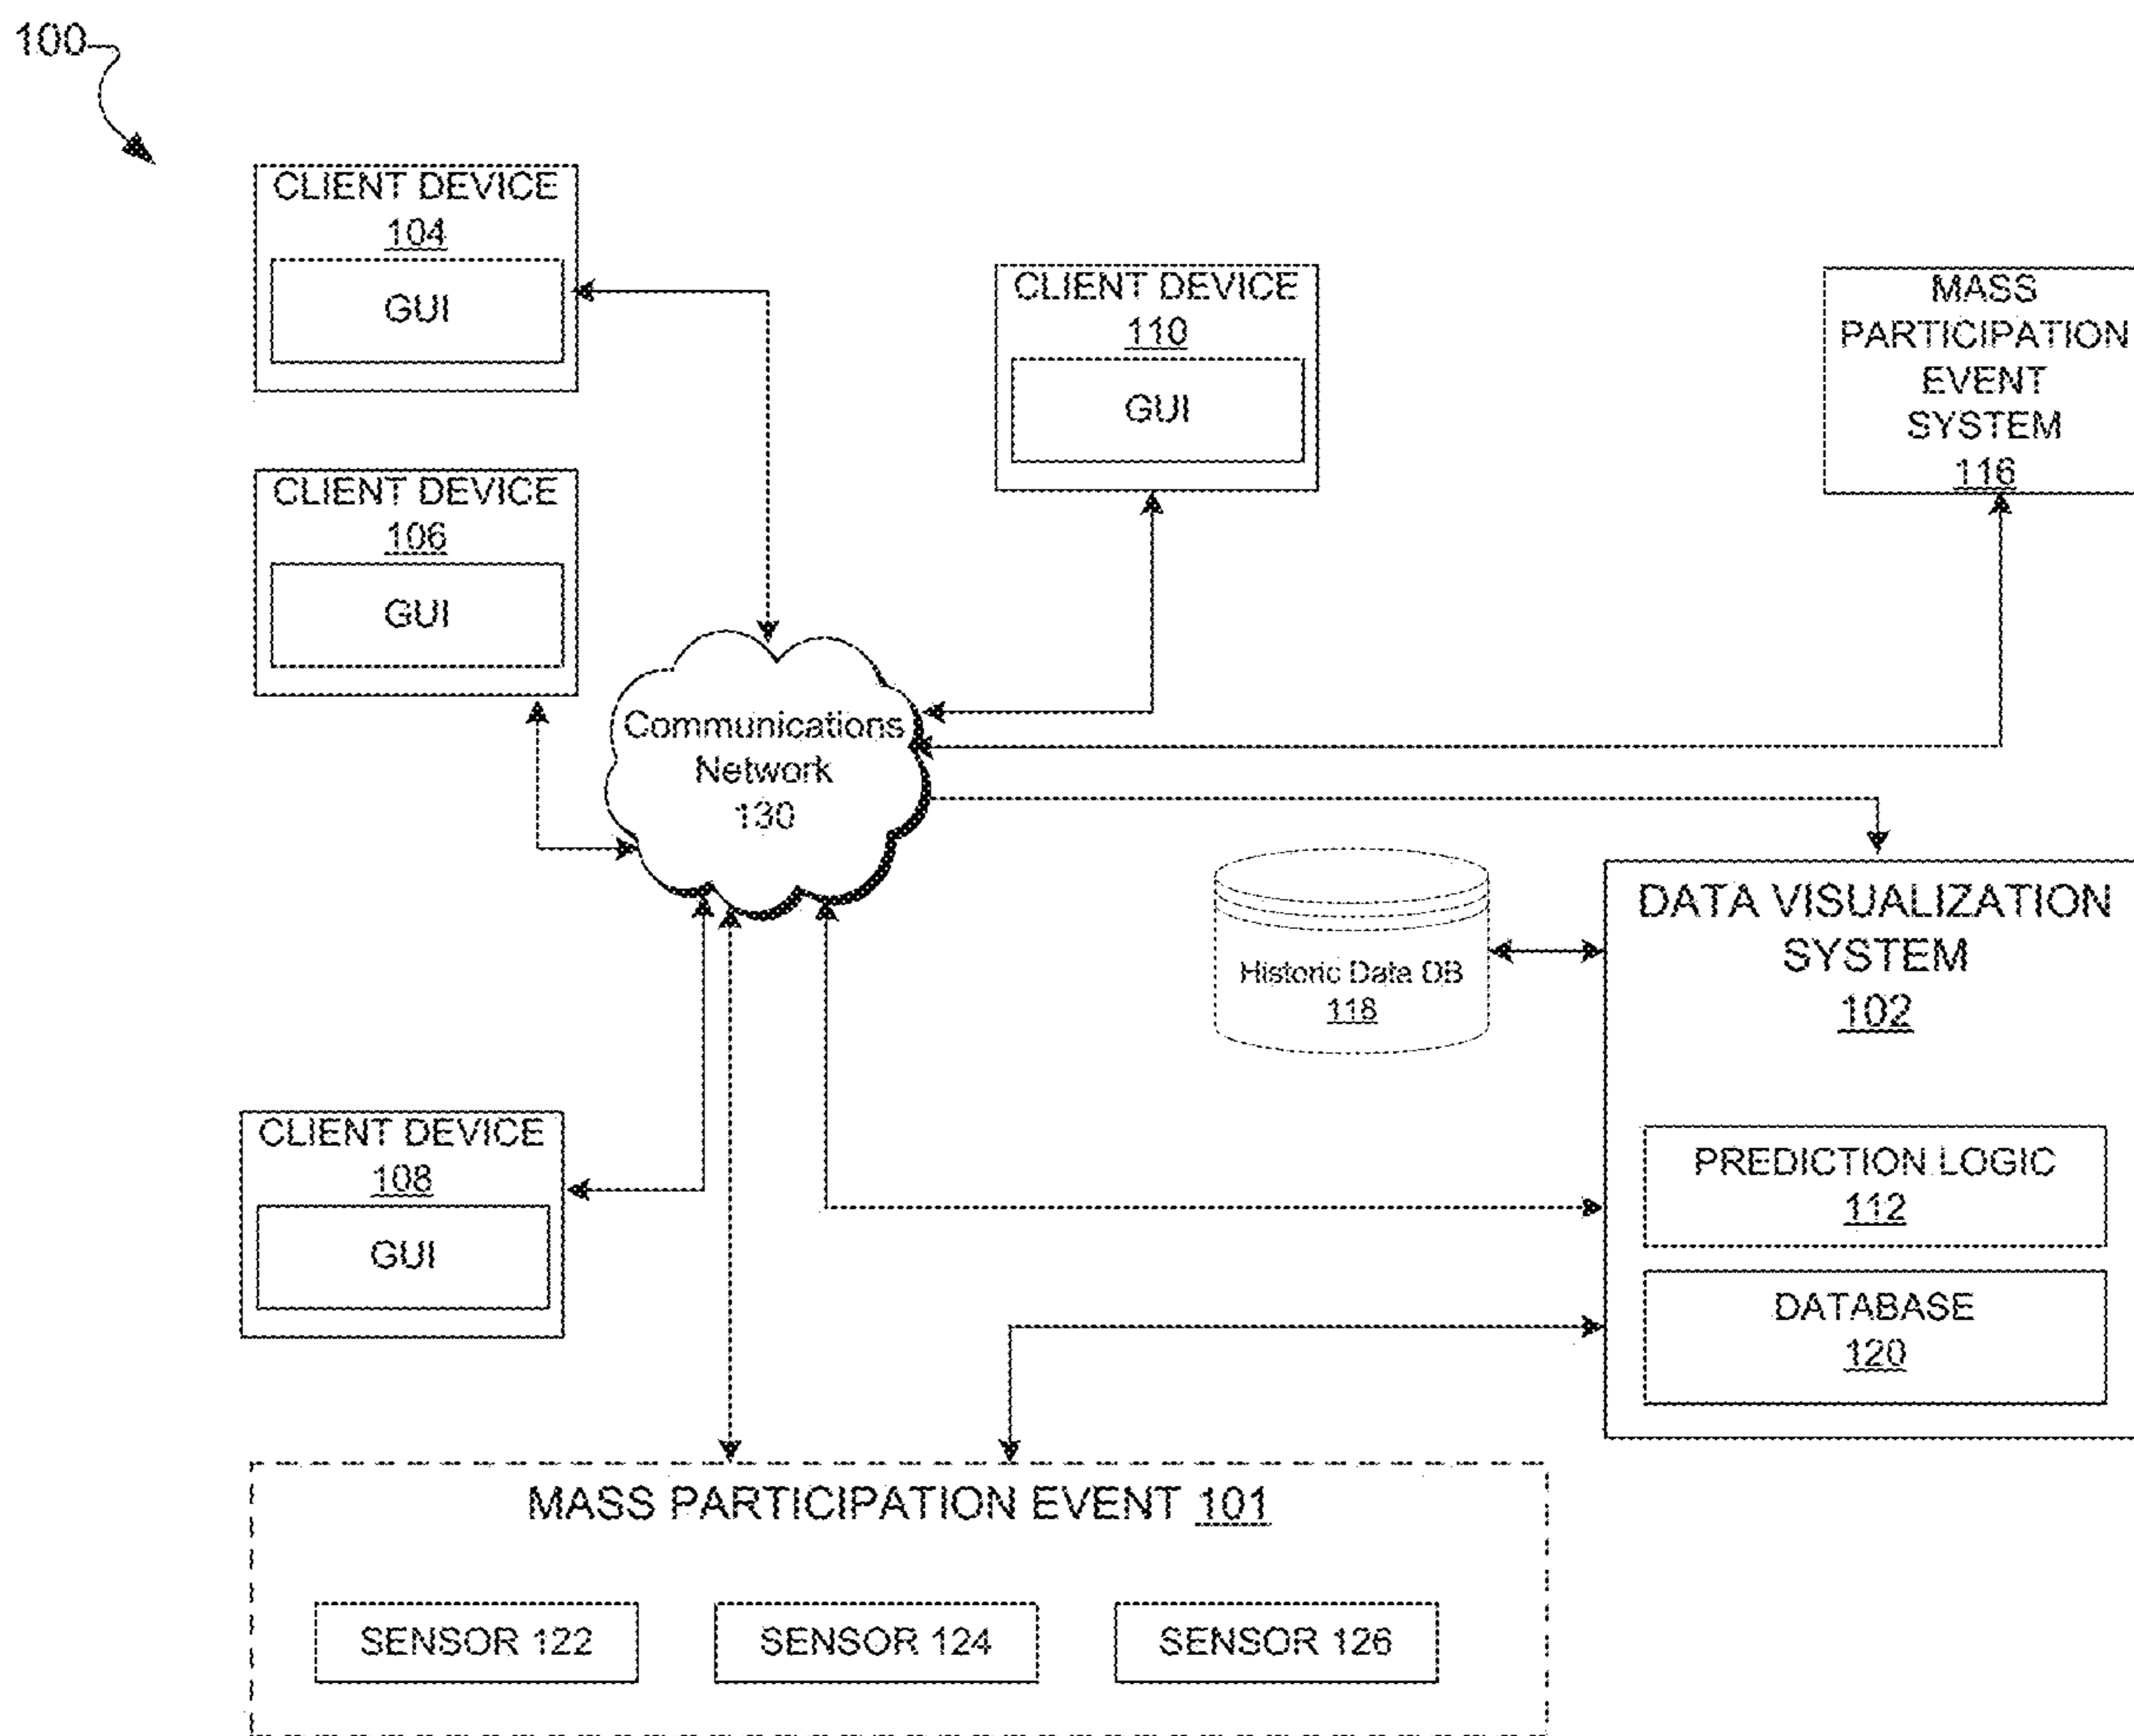 100
CLIENT DEVICE
104
GUI
CLIENT DEVICE
110
GUI
MASS
PARTICIPATION
EVENT
SYSTEM
116
CLIENT DEVICE
106
GUI
Communications
Network
130
Historic Data DB
118
DATA VISUALIZATION
SYSTEM
102
PREDICTION LOGIC
112
DATABASE
120
CLIENT DEVICE
108
GUI
MASS PARTICIPATION EVENT 101
SENSOR 122
SENSOR 124
SENSOR 126